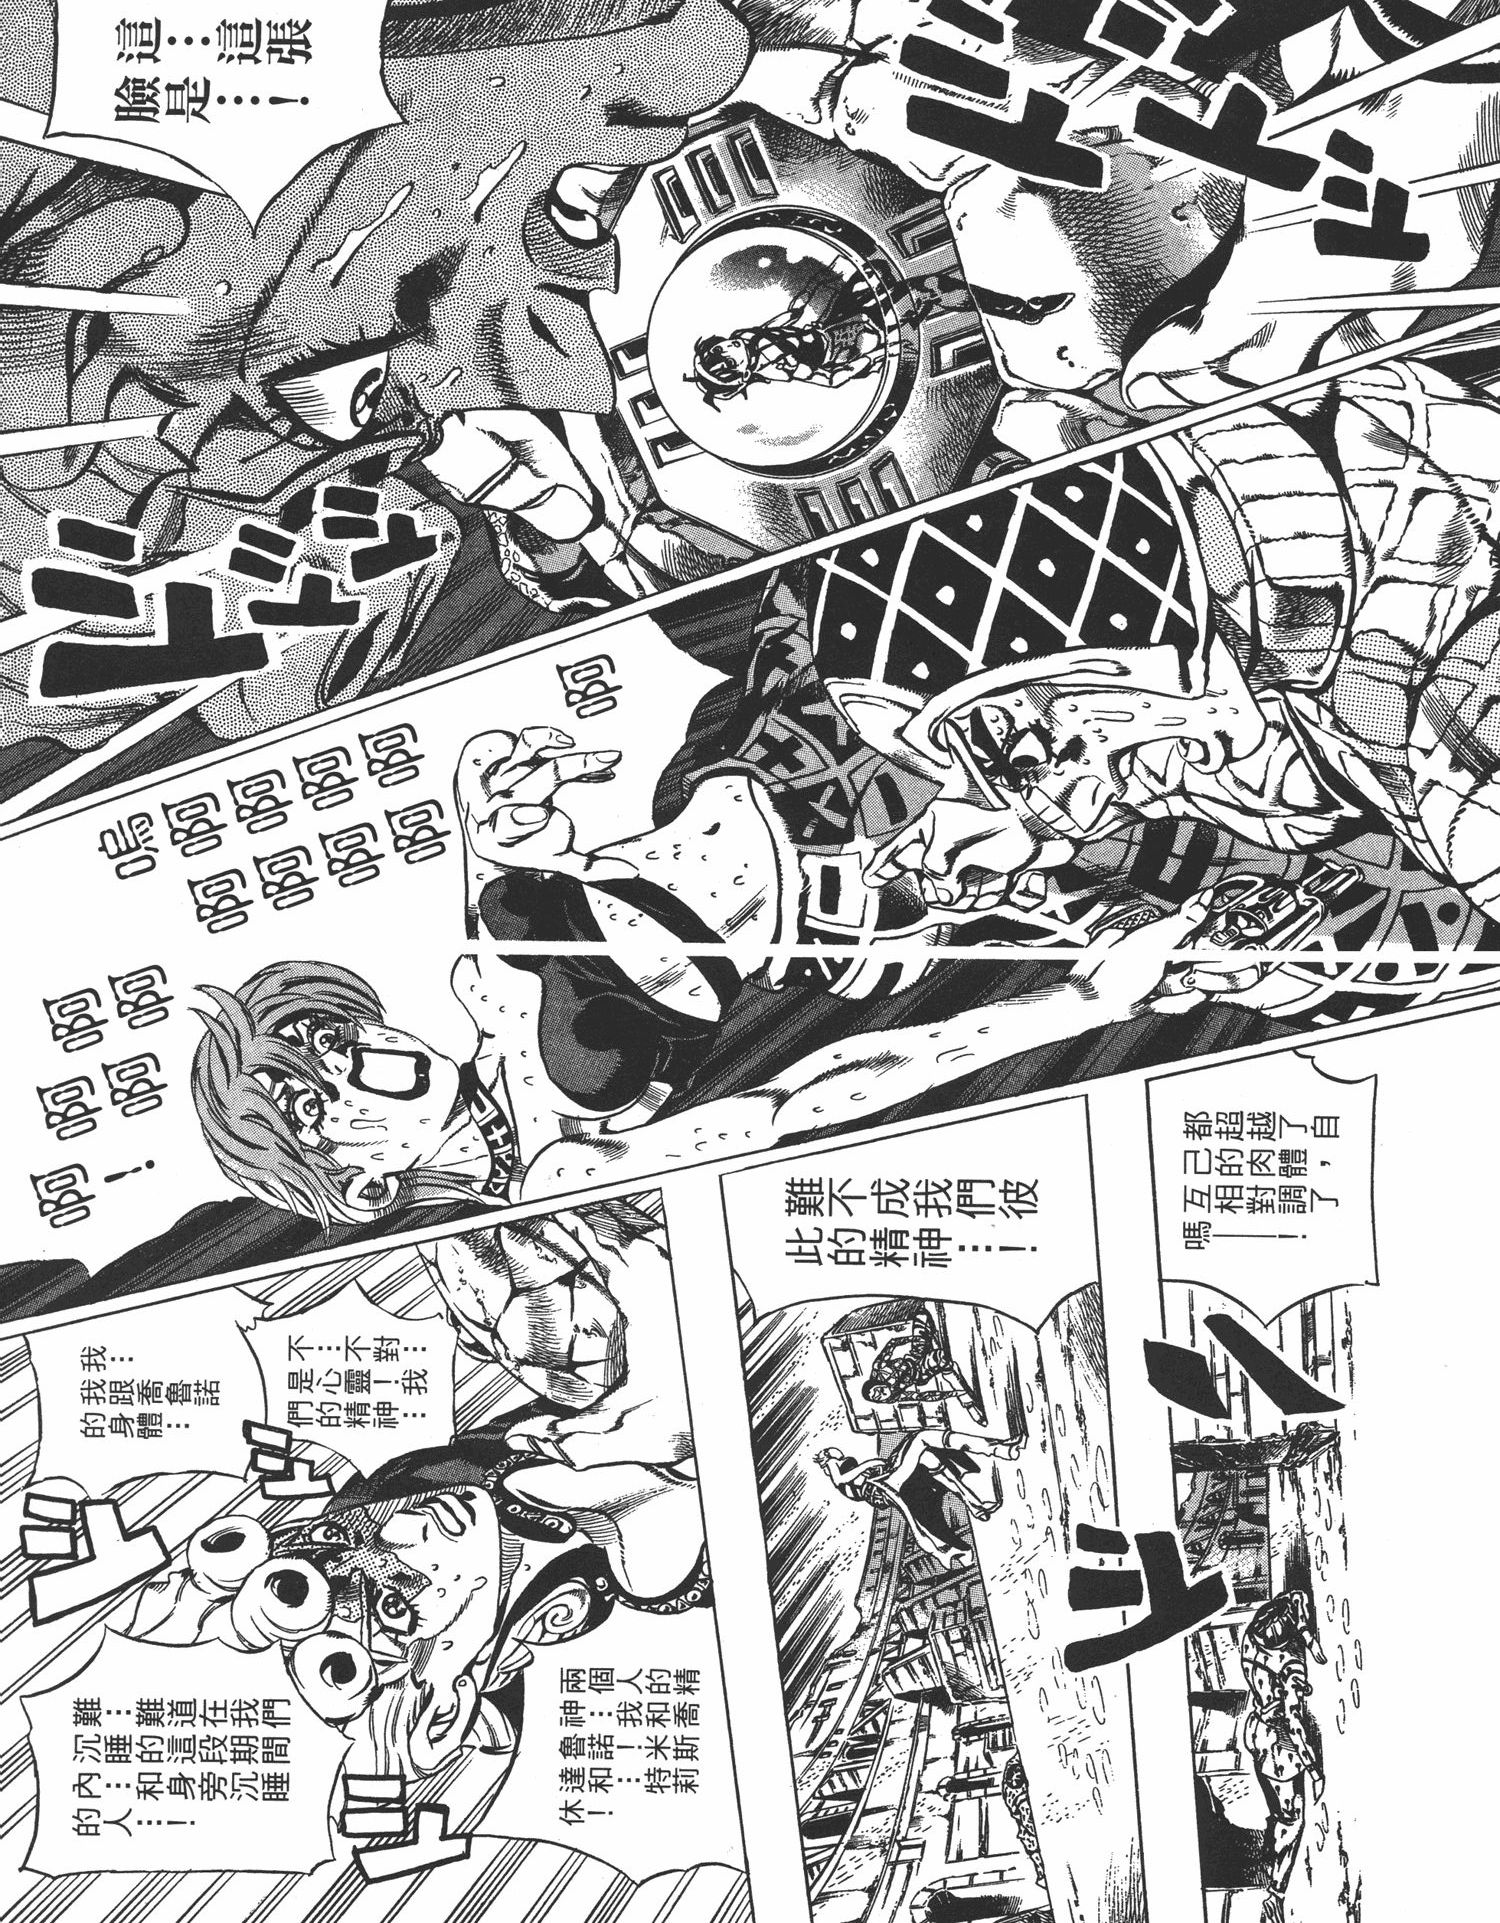 這…這張
臉是…！
嗚啊啊啊啊
啊啊啊啊
啊
啊啊
啊啊
啊！
我…
我跟喬魯諾
的身體…
不…不對…
是心靈！我
們的精神…
難…難道在我們
沉睡的這段期間
內…和身旁沉睡
的人…！
兩個人的精
神…我和喬
魯諾！米斯
達和…特莉
休！
難不成我們彼
此的精神…！
都超越了自
己的肉體，
互相對調了
嗎——！